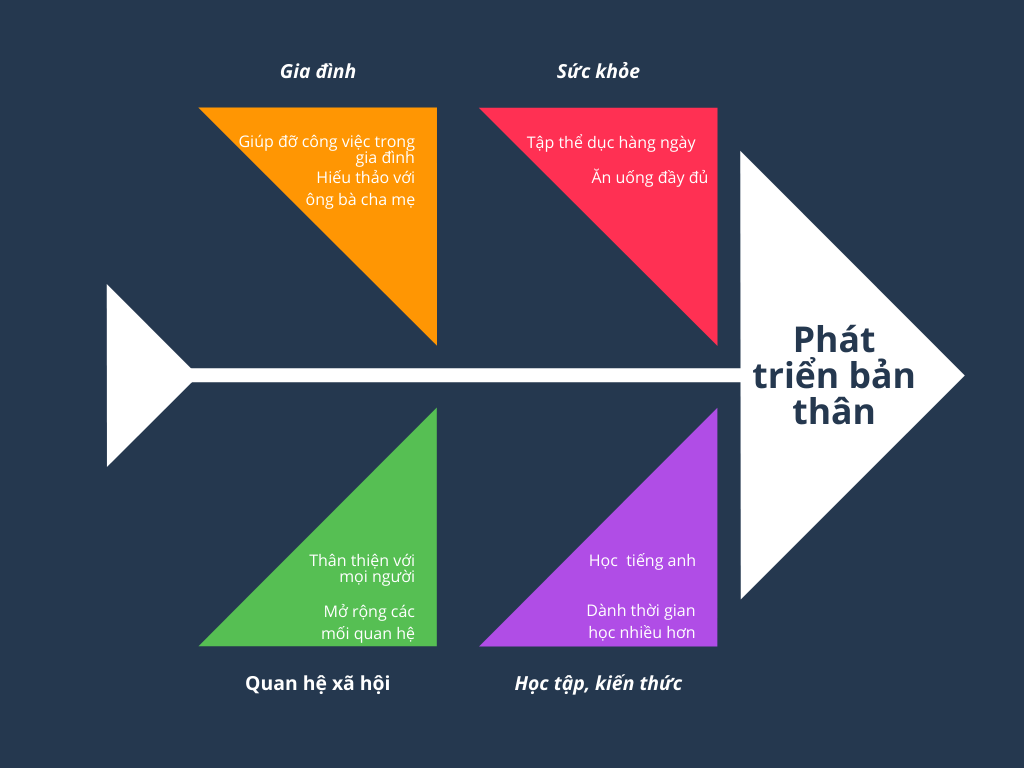 Gia đình
Sức khỏe
Giúp đỡ công việc trong
gia đình
Hiếu thảo với
ông bà cha mẹ
Tập thể dục hàng ngày
Ăn uống đầy đủ
Phát
triển bản
thân
Thân thiện với
mọi người
Mở rộng các
mối quan hệ
Học  tiếng anh
Dành thời gian
học nhiều hơn
Quan hệ xã hội
Học tập, kiến thức